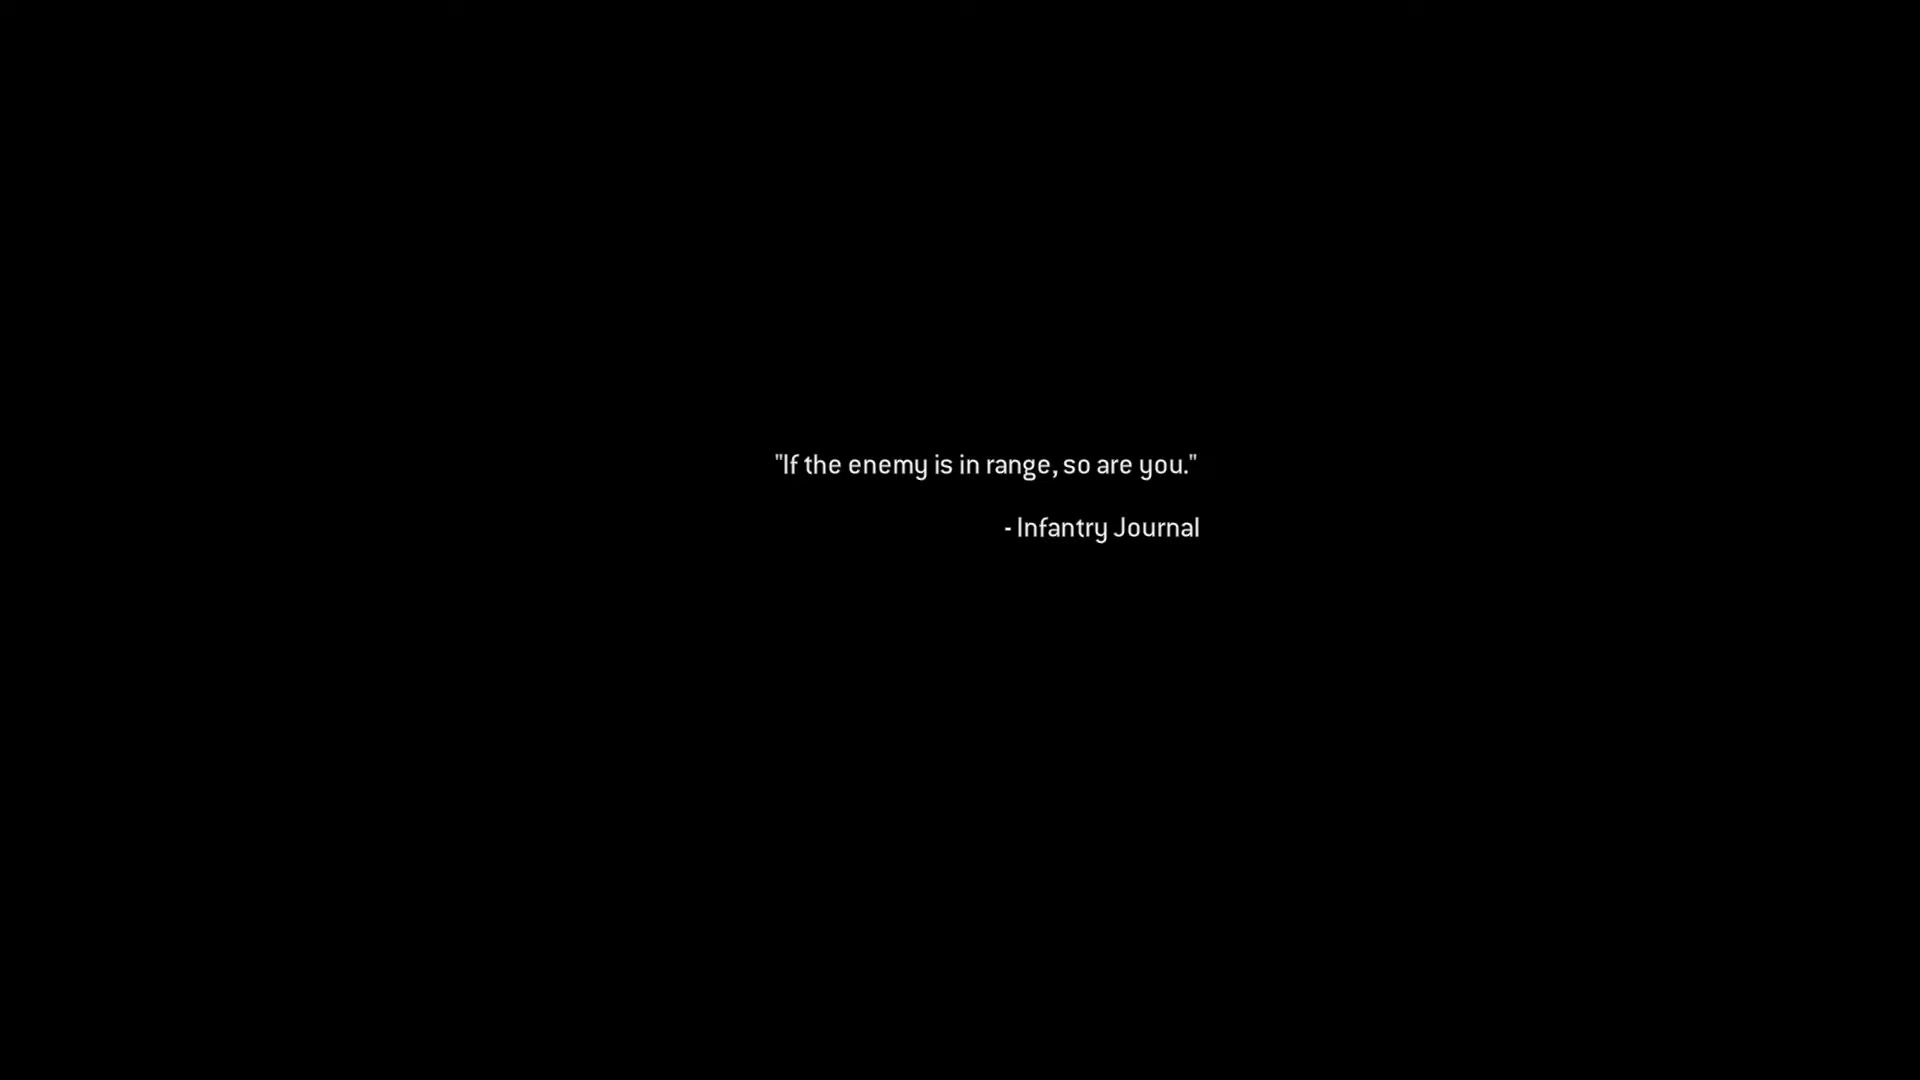 "If the enemy is in range, so are you."
- Infantry Journal